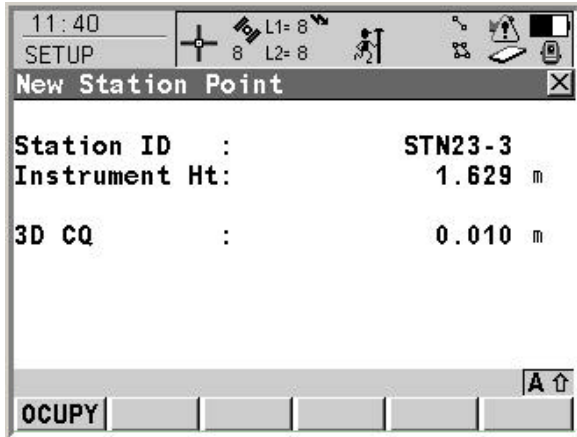 11:40
SETUP
8
L1= 8
L2= 8
New Station Point
Station ID : STN23-3
Instrument Ht: 1.629 m
3D CQ : 0.010 m
A
OCUPY